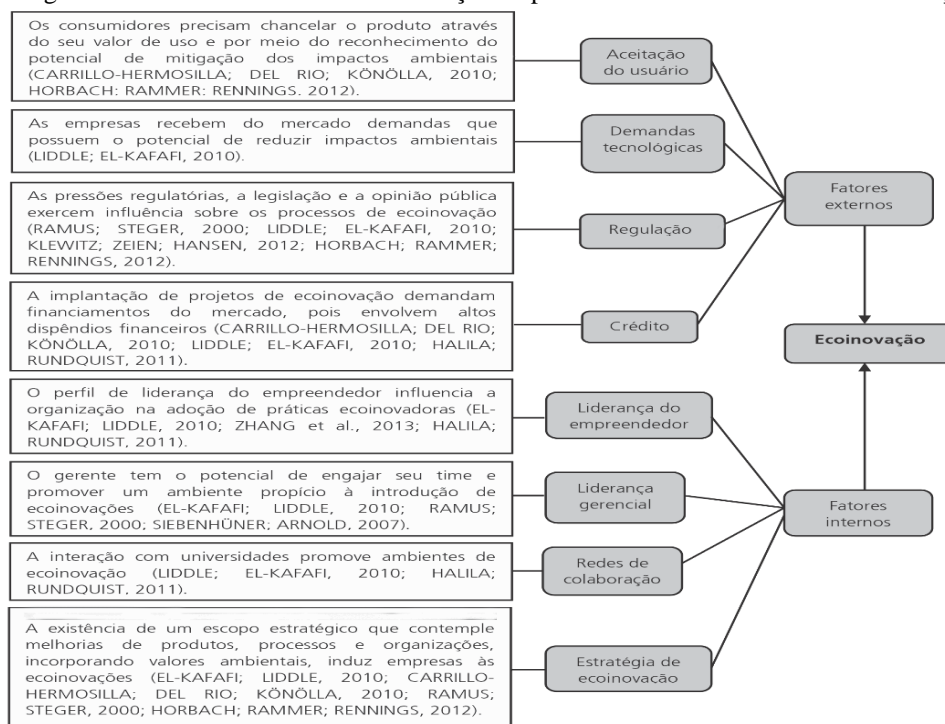 Os consumidores precisam chancelar o produto através
do seu valor de uso e por meio do reconhecimento do
potencial de mitigação dos impactos ambientais
(CARRILLO-HERMOSILLA; DEL RIO; KÖNÖLLA, 2010;
HORBACH: RAMMER: RENNINGS. 2012).
Aceitação
do usuário
As empresas recebem do mercado demandas que
possuem o potencial de reduzir impactos ambientais
(LIDDLE; EL-KAFAFI, 2010).
Demandas
tecnológicas
As pressões regulatórias, a legislação e a opinião pública
exercem influência sobre os processos de ecoinovação
(RAMUS; STEGER, 2000; LIDDLE; EL-KAFAFI, 2010;
KLEWITZ; ZEIEN; HANSEN, 2012; HORBACH; RAMMER;
RENNINGS, 2012).
Regulação
Fatores
externos
A implantação de projetos de ecoinovação demandam
financiamentos do mercado, pois envolvem altos
dispêndios financeiros (CARRILLO-HERMOSILLA; DEL RIO;
KÖNÖLLA, 2010; LIDDLE; EL-KAFAFI, 2010; HALILA;
RUNDQUIST, 2011).
Crédito
Ecoinovação
O perfil de liderança do empreendedor influencia a
organização na adoção de práticas ecoinovadoras (EL-
KAFAFI; LIDDLE, 2010; ZHANG et al., 2013; HALILA;
RUNDQUIST, 2011).
Liderança do
empreendedor
O gerente tem o potencial de engajar seu time e
promover um ambiente propício à introdução de
ecoinovações (EL-KAFAFI; LIDDLE, 2010; RAMUS;
STEGER, 2000; SIEBENHÜNER; ARNOLD, 2007).
Liderança
gerencial
Fatores
internos
A interação com universidades promove ambientes de
ecoinovação (LIDDLE; EL-KAFAFI, 2010; HALILA;
RUNDQUIST, 2011).
Redes de
colaboração
A existência de um escopo estratégico que contemple
melhorias de produtos, processos e organizações,
incorporando valores ambientais, induz empresas às
ecoinovações (EL-KAFAFI; LIDDLE, 2010; CARRILLO-
HERMOSILLA; DEL RIO; KÖNÖLLA, 2010; RAMUS;
STEGER, 2000; HORBACH; RAMMER; RENNINGS, 2012).
Estratégia de
ecoinovação